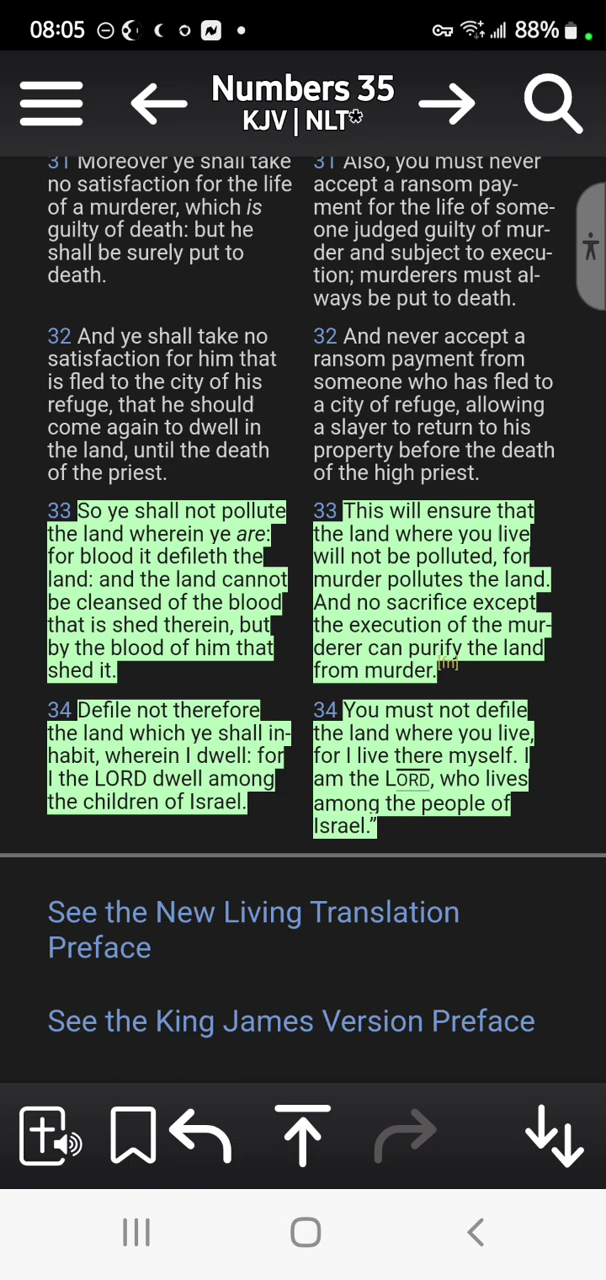 08:05
88%
Numbers 35
KJV | NLT*
31 Moreover ye shall take
no satisfaction for the life
of a murderer, which is
guilty of death: but he
shall be surely put to
death.
31 Also, you must never
accept a ransom pay-
ment for the life of some-
one judged guilty of mur-
der and subject to execu-
tion; murderers must al-
ways be put to death.
32 And ye shall take no
satisfaction for him that
is fled to the city of his
refuge, that he should
come again to dwell in
the land, until the death
of the priest.
32 And never accept a
ransom payment from
someone who has fled to
a city of refuge, allowing
a slayer to return to his
property before the death
of the high priest.
33 So ye shall not pollute
the land wherein ye are:
for blood it defileth the
land: and the land cannot
be cleansed of the blood
that is shed therein, but
by the blood of him that
shed it.
33 This will ensure that
the land where you live
will not be polluted, for
murder pollutes the land.
And no sacrifice except
the execution of the mur-
derer can purify the land
from murder.[fn]
34 Defile not therefore
the land which ye shall in-
habit, wherein I dwell: for
I the LORD dwell among
the children of Israel.
34 You must not defile
the land where you live,
for I live there myself. I
am the LORD, who lives
among the people of
Israel.”
See the New Living Translation
Preface
See the King James Version Preface